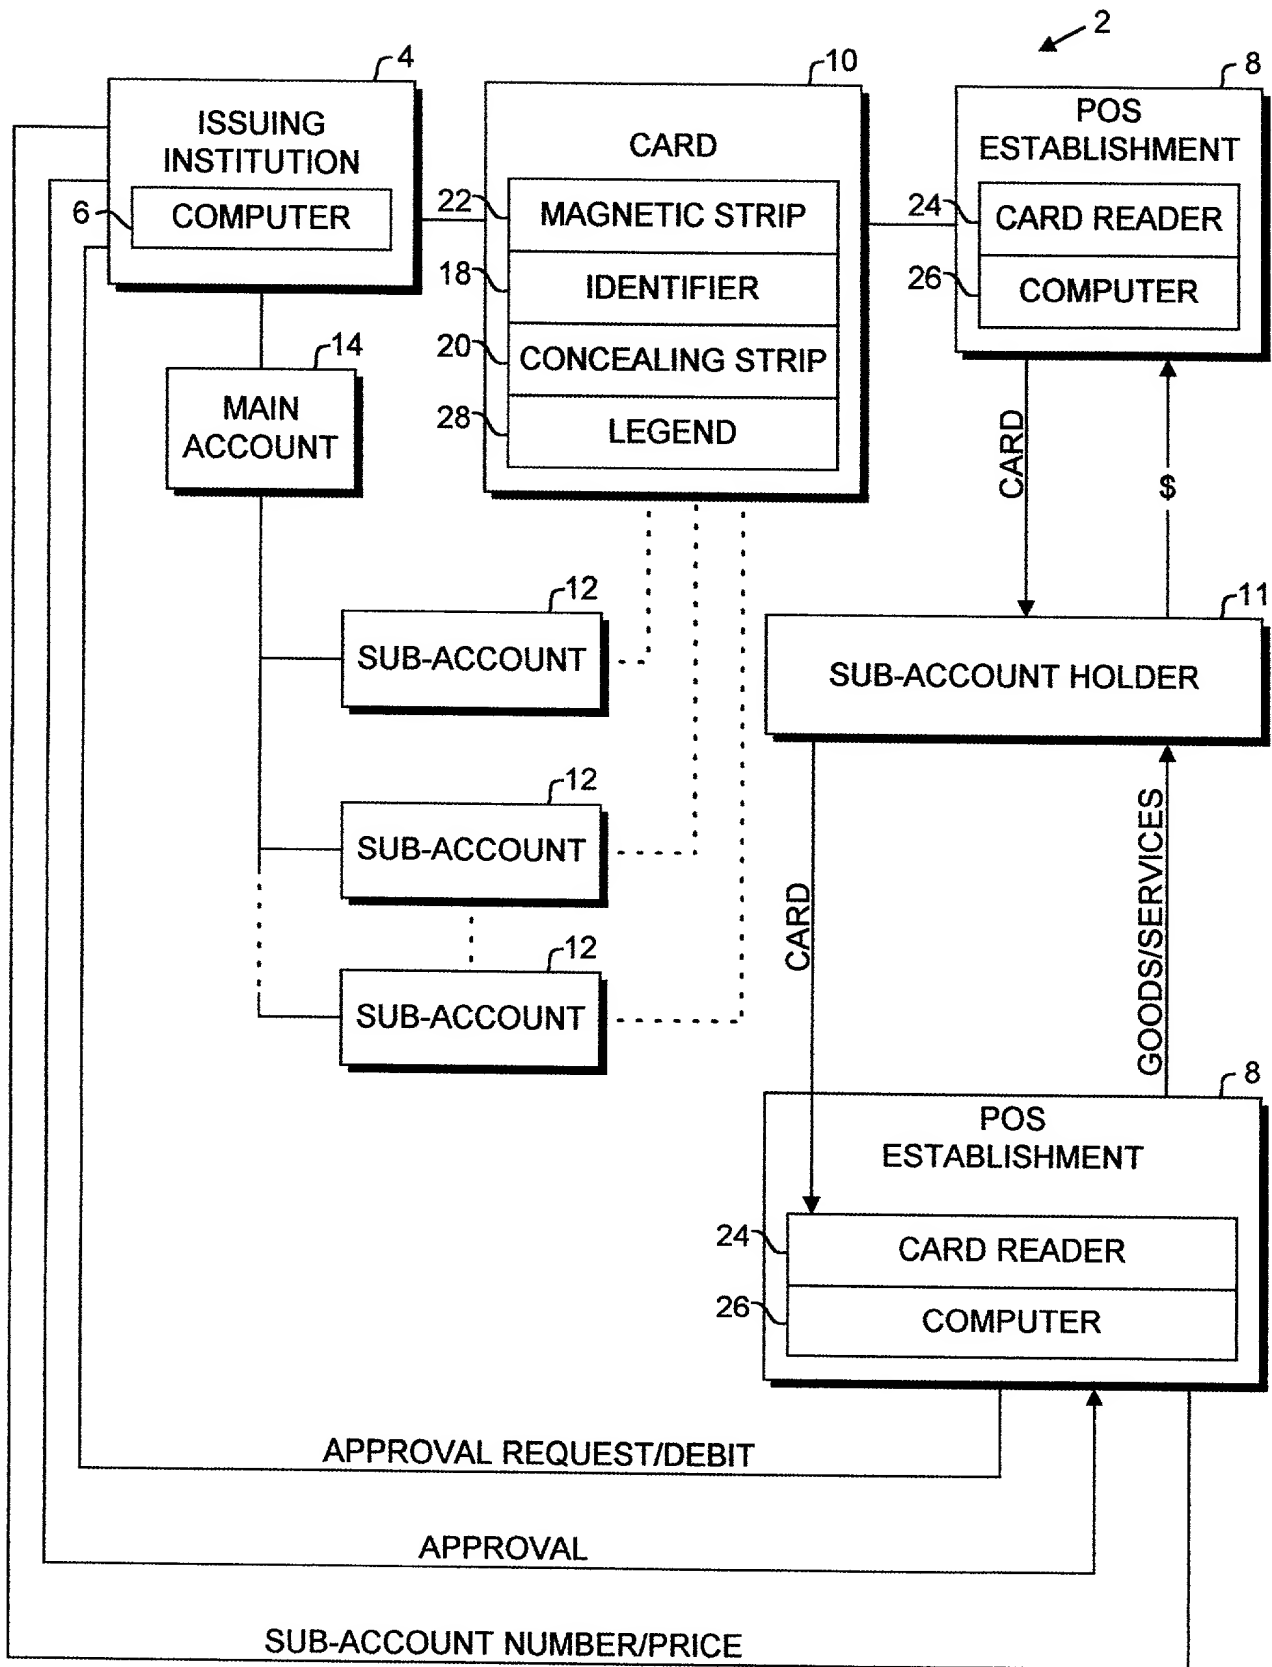 2
4
ISSUING
INSTITUTION
6
COMPUTER
10
CARD
22
MAGNETIC STRIP
18
IDENTIFIER
20
CONCEALING STRIP
28
LEGEND
8
POS
ESTABLISHMENT
24
CARD READER
26
COMPUTER
14
MAIN
ACCOUNT
CARD
$
12
SUB-ACCOUNT
11
SUB-ACCOUNT HOLDER
12
SUB-ACCOUNT
12
SUB-ACCOUNT
CARD
GOODS/SERVICES
8
POS
ESTABLISHMENT
24
CARD READER
26
COMPUTER
APPROVAL REQUEST/DEBIT
APPROVAL
SUB-ACCOUNT NUMBER/PRICE